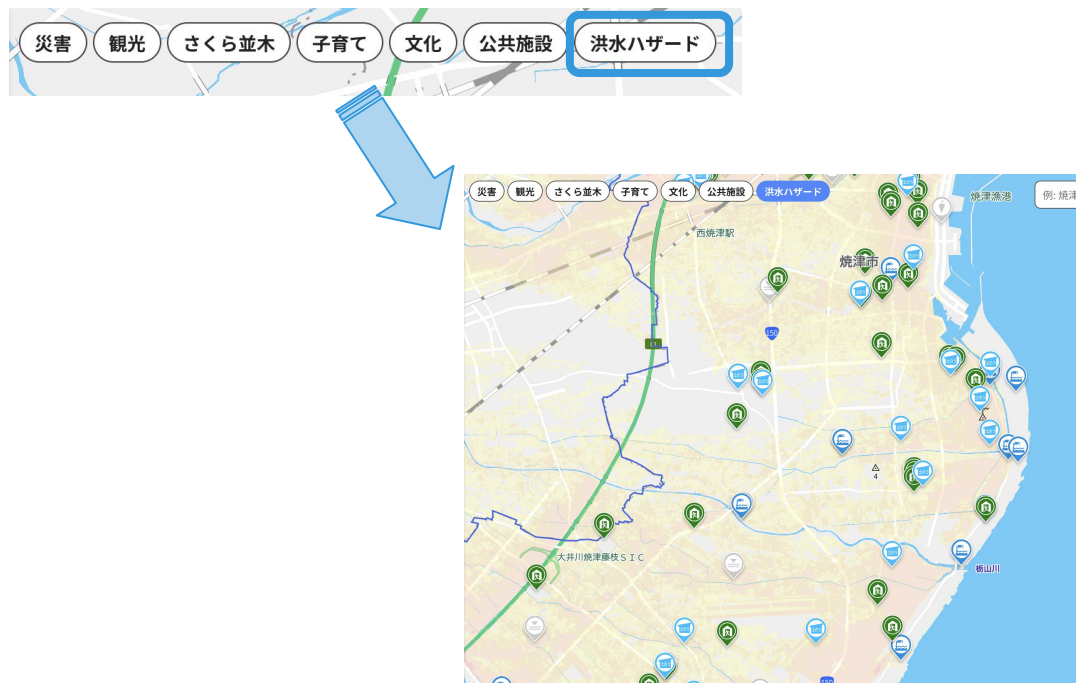 災害 観光 さくら並木 子育て 文化 公共施設 洪水ハザード
災害 観光 さくら並木 子育て 文化 公共施設 洪水ハザード
焼津漁港
例: 焼津
西焼津駅
焼津市
150
4
大井川焼津藤枝ＳＩＣ
栃山川
150